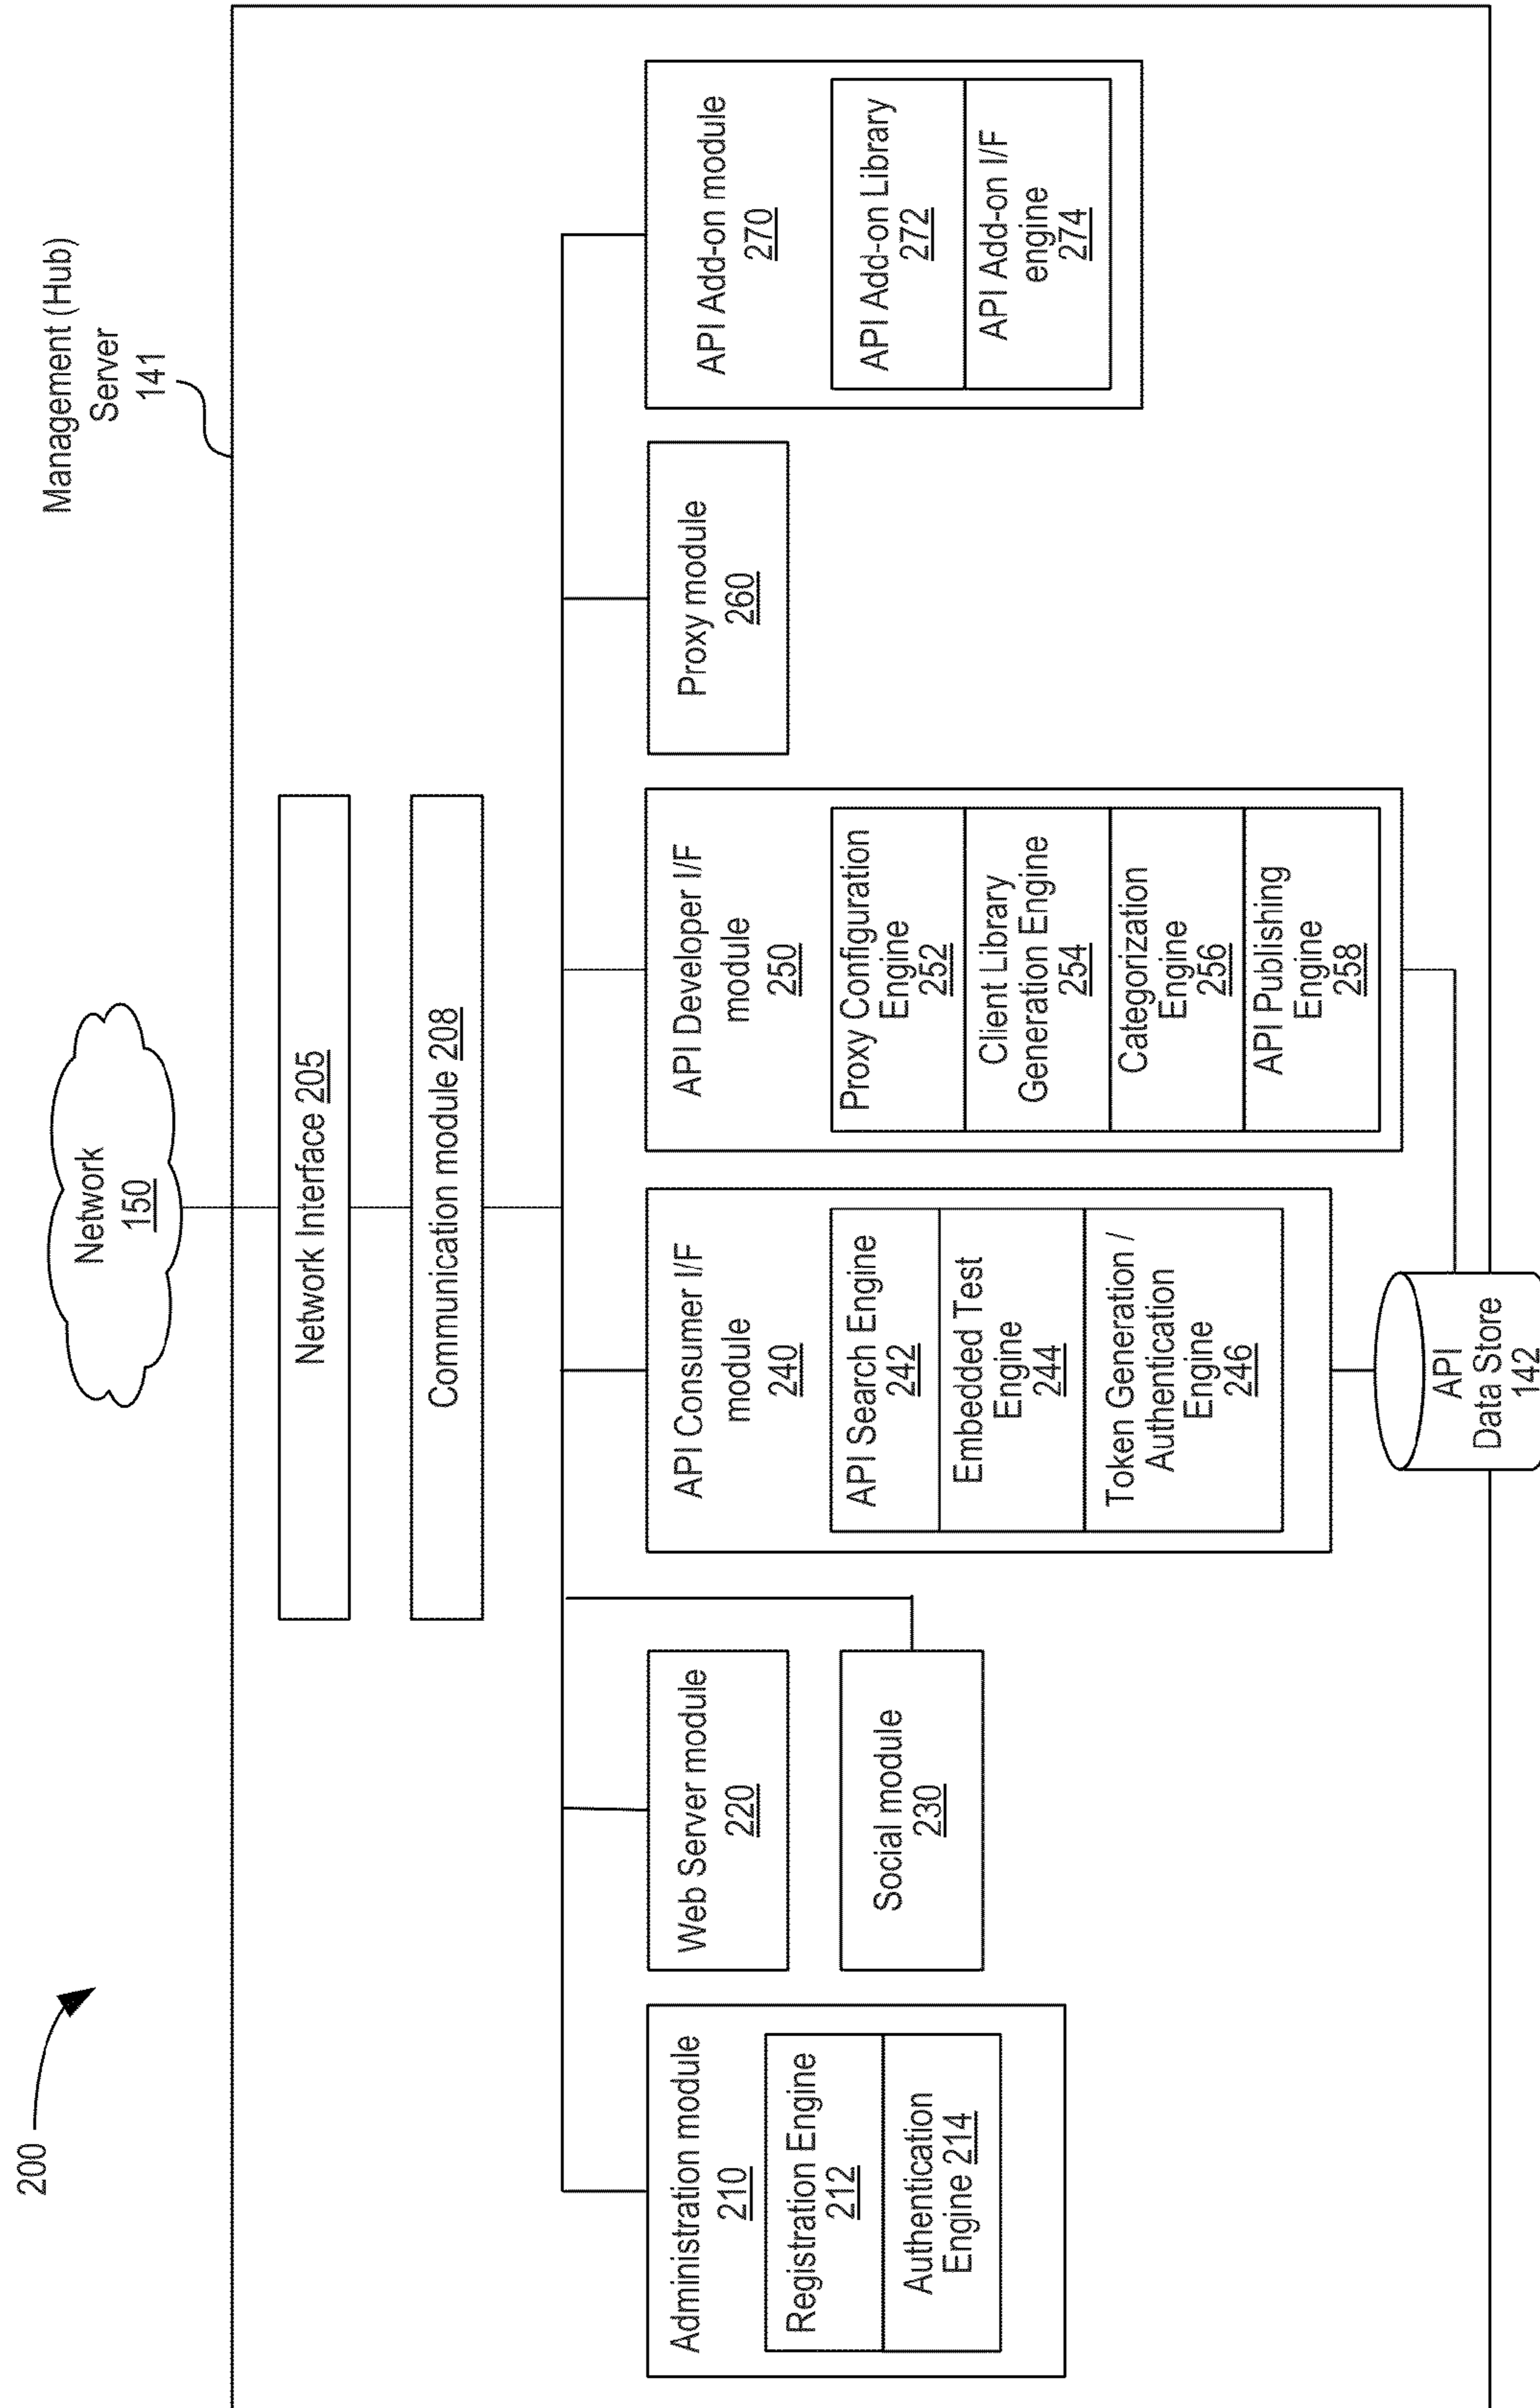 200
Network
150
Management (Hub)
Server
141
Network Interface 205
Communication module 208
Administration module
210
Registration Engine
212
Authentication
Engine 214
Web Server module
220
Social module
230
API Consumer I/F
module
240
API Search Engine
242
Embedded Test
Engine
244
Token Generation /
Authentication
Engine
246
API Developer I/F
module
250
Proxy Configuration
Engine
252
Client Library
Generation Engine
254
Categorization
Engine
256
API Publishing
Engine
258
Proxy module
260
API Add-on module
270
API Add-on Library
272
API Add-on I/F
engine
274
API
Data Store
142